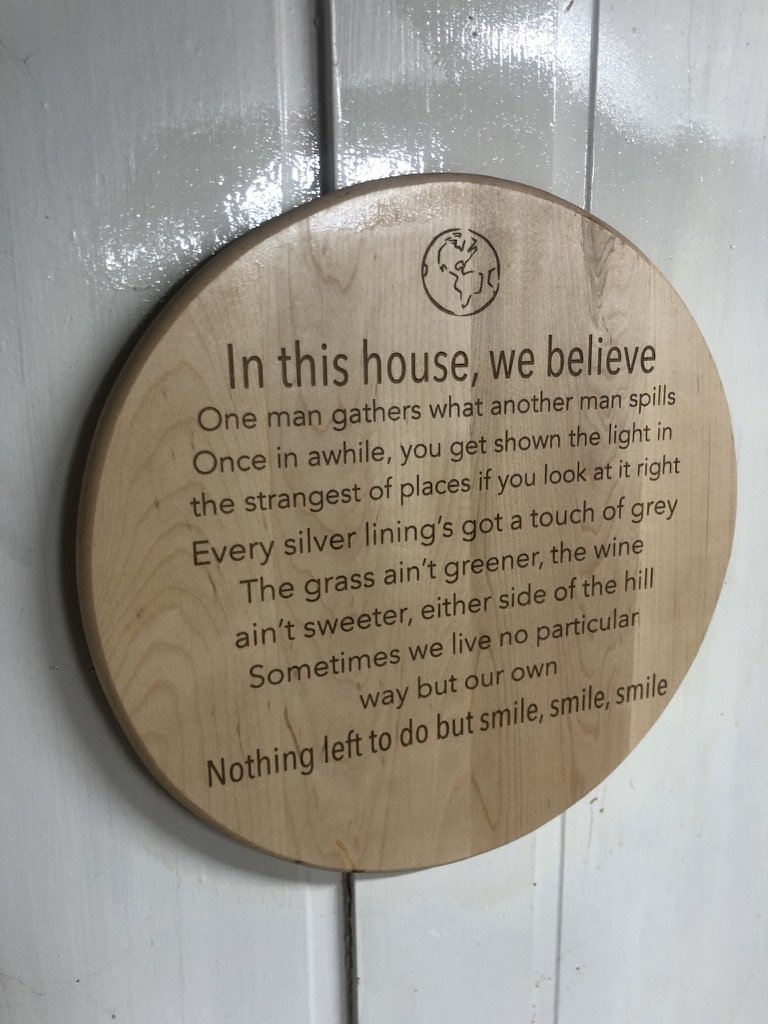 In this house, we believe
One man gathers what another man spills
Once in awhile, you get shown the light in
the strangest of places if you look at it right
Every silver lining's got a touch of grey
The grass ain't greener, the wine
ain't sweeter, either side of the hill
Sometimes we live no particular
way but our own
Nothing left to do but smile, smile, smile